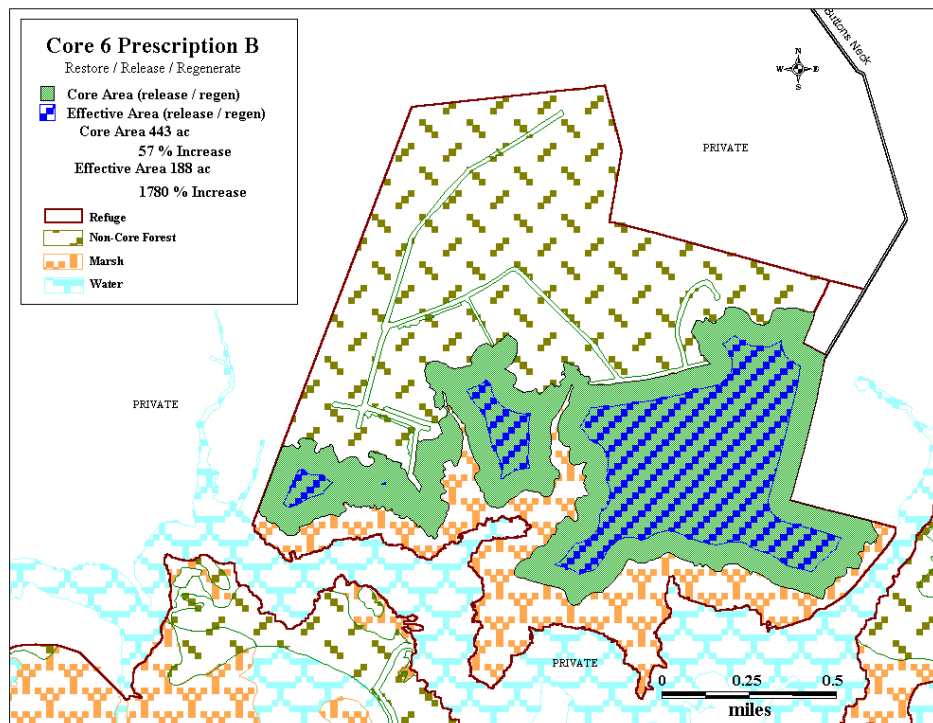 Core 6 Prescription B
Restore / Release / Regenerate
Core Area (release / regen)
Effective Area (release / regen)
Core Area 443 ac
57 % Increase
Effective Area 188 ac
1780 % Increase
Refuge
Non-Core Forest
Marsh
Water
Buttons Neck
N
W E
S
PRIVATE
PRIVATE
PRIVATE
0 0.25 0.5
miles